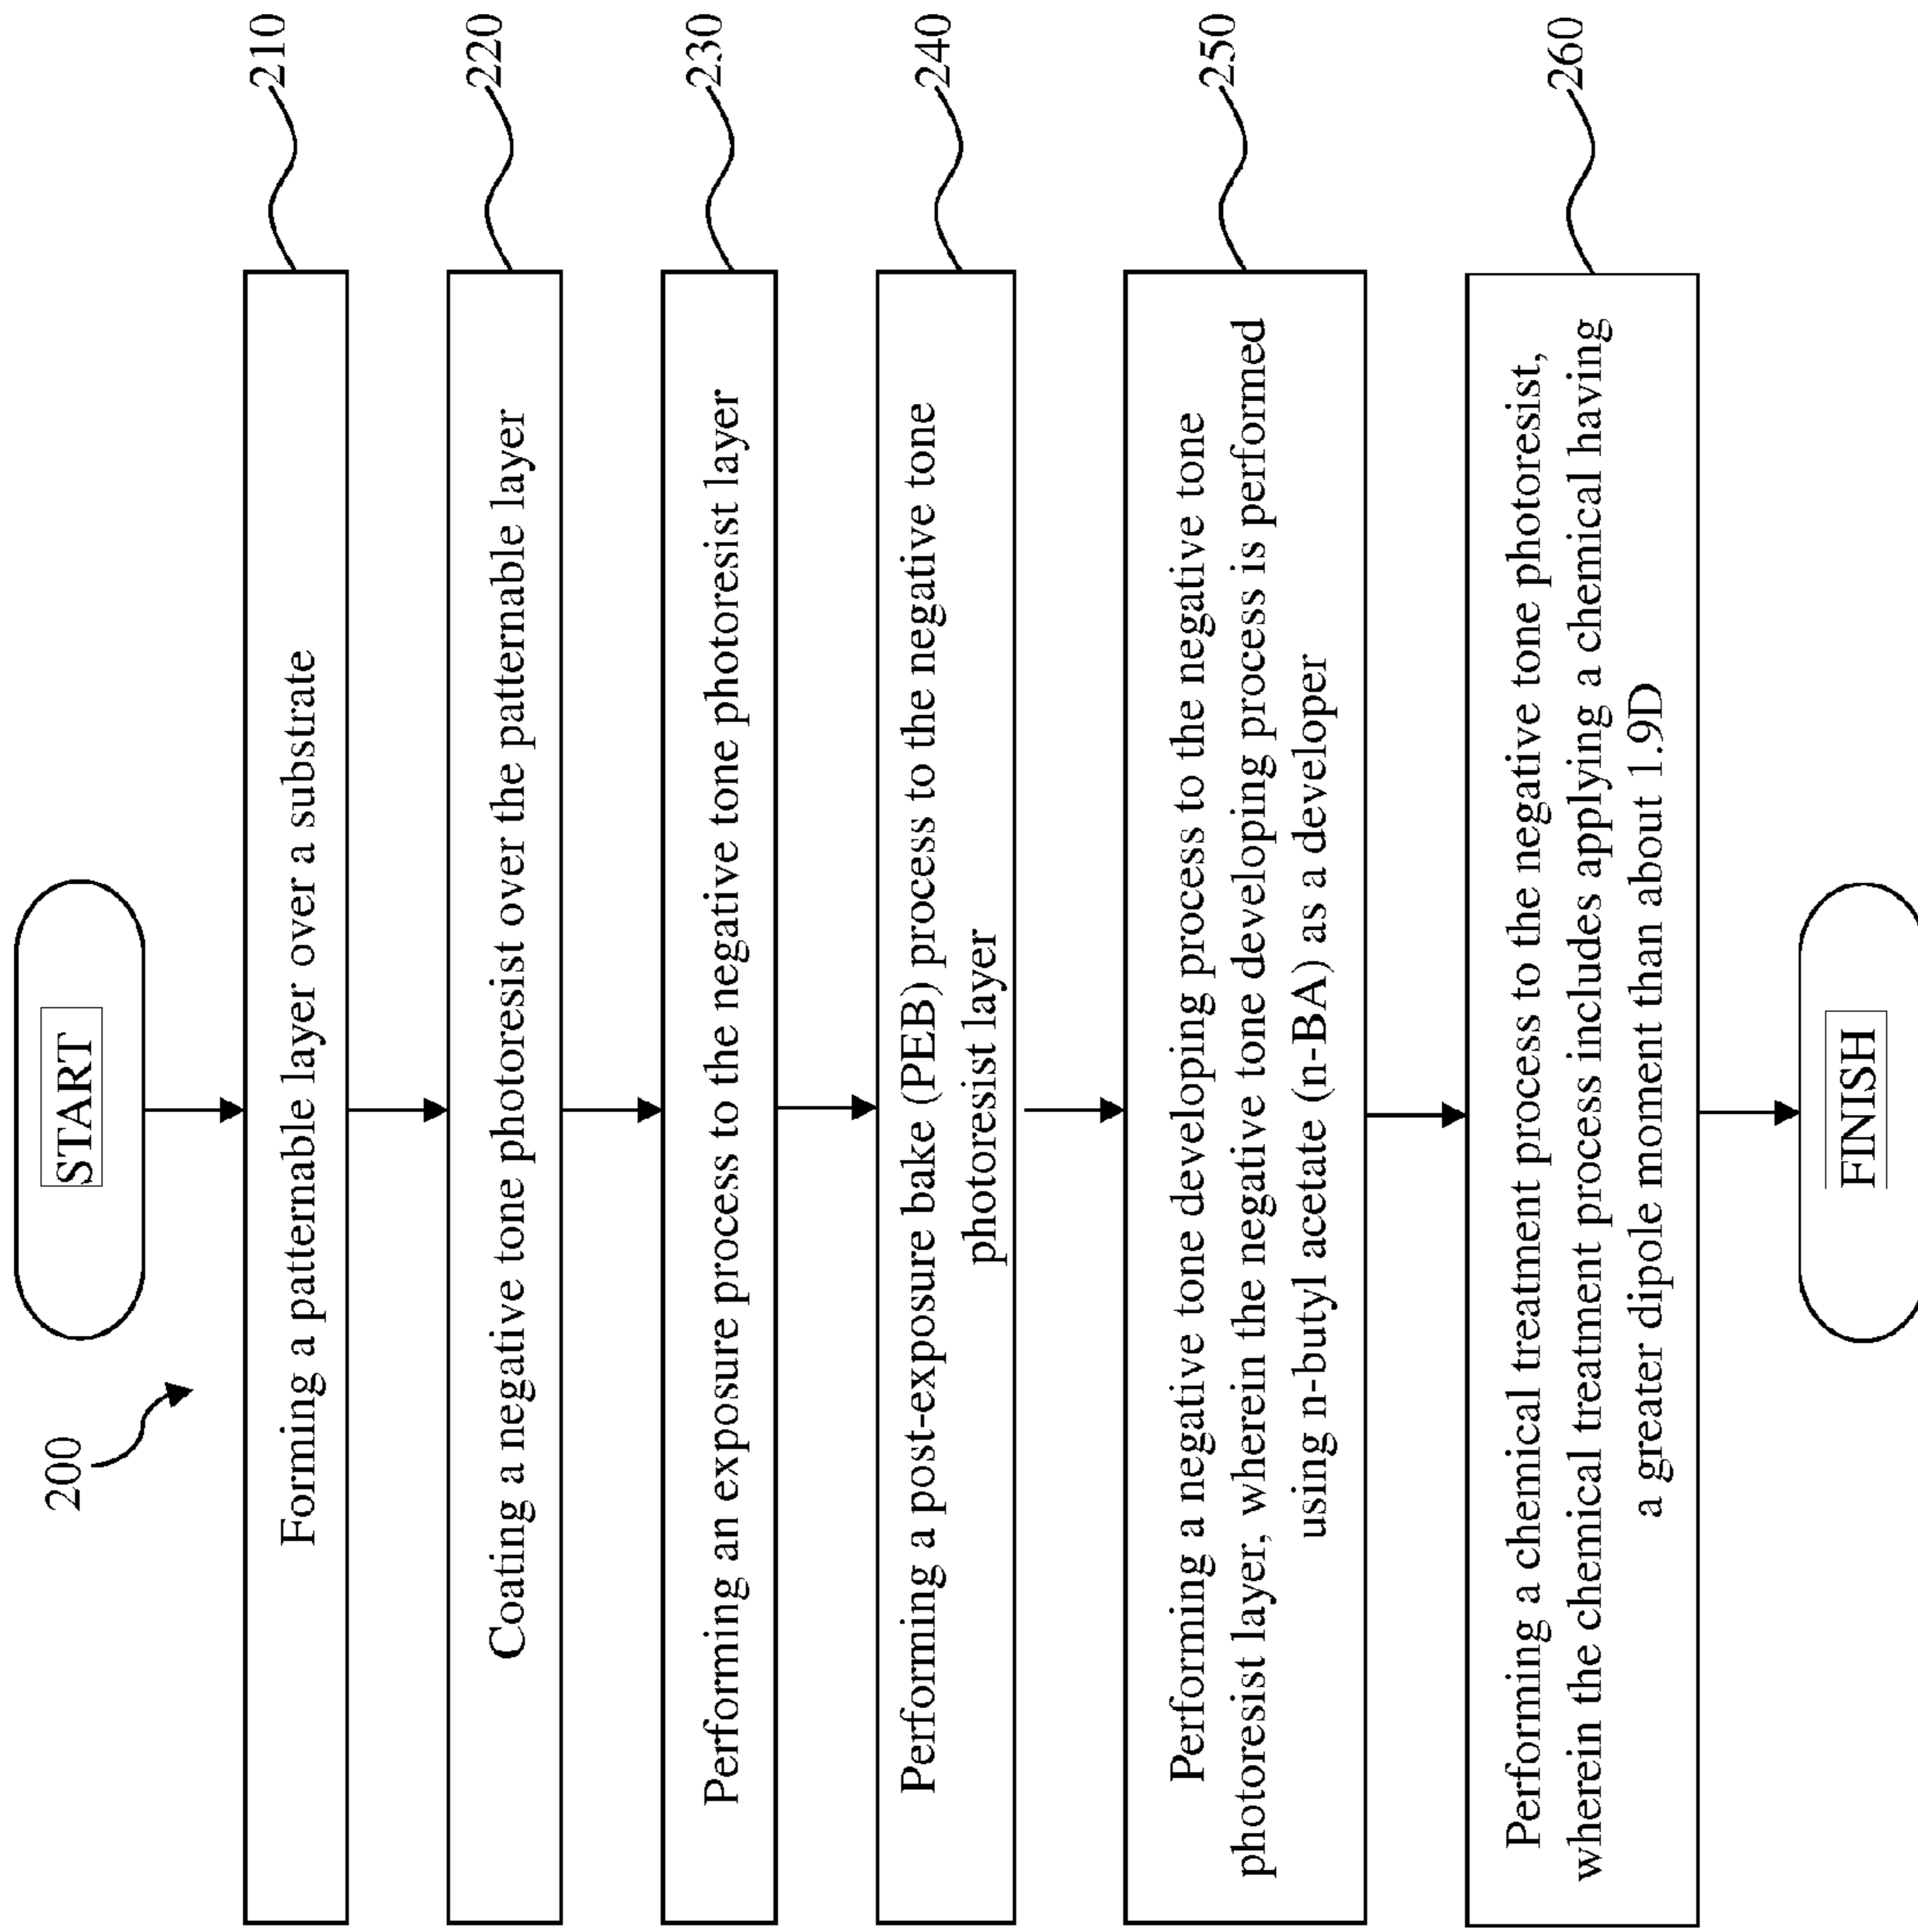 200
START
Forming a patternable layer over a substrate
210
Coating a negative tone photoresist over the patternable layer
220
Performing an exposure process to the negative tone photoresist layer
230
Performing a post-exposure bake (PEB) process to the negative tone
photoresist layer
240
Performing a negative tone developing process to the negative tone
photoresist layer, wherein the negative tone developing process is performed
using n-butyl acetate (n-BA) as a developer
250
Performing a chemical treatment process to the negative tone photoresist,
wherein the chemical treatment process includes applying a chemical having
a greater dipole moment than about 1.9D
260
FINISH